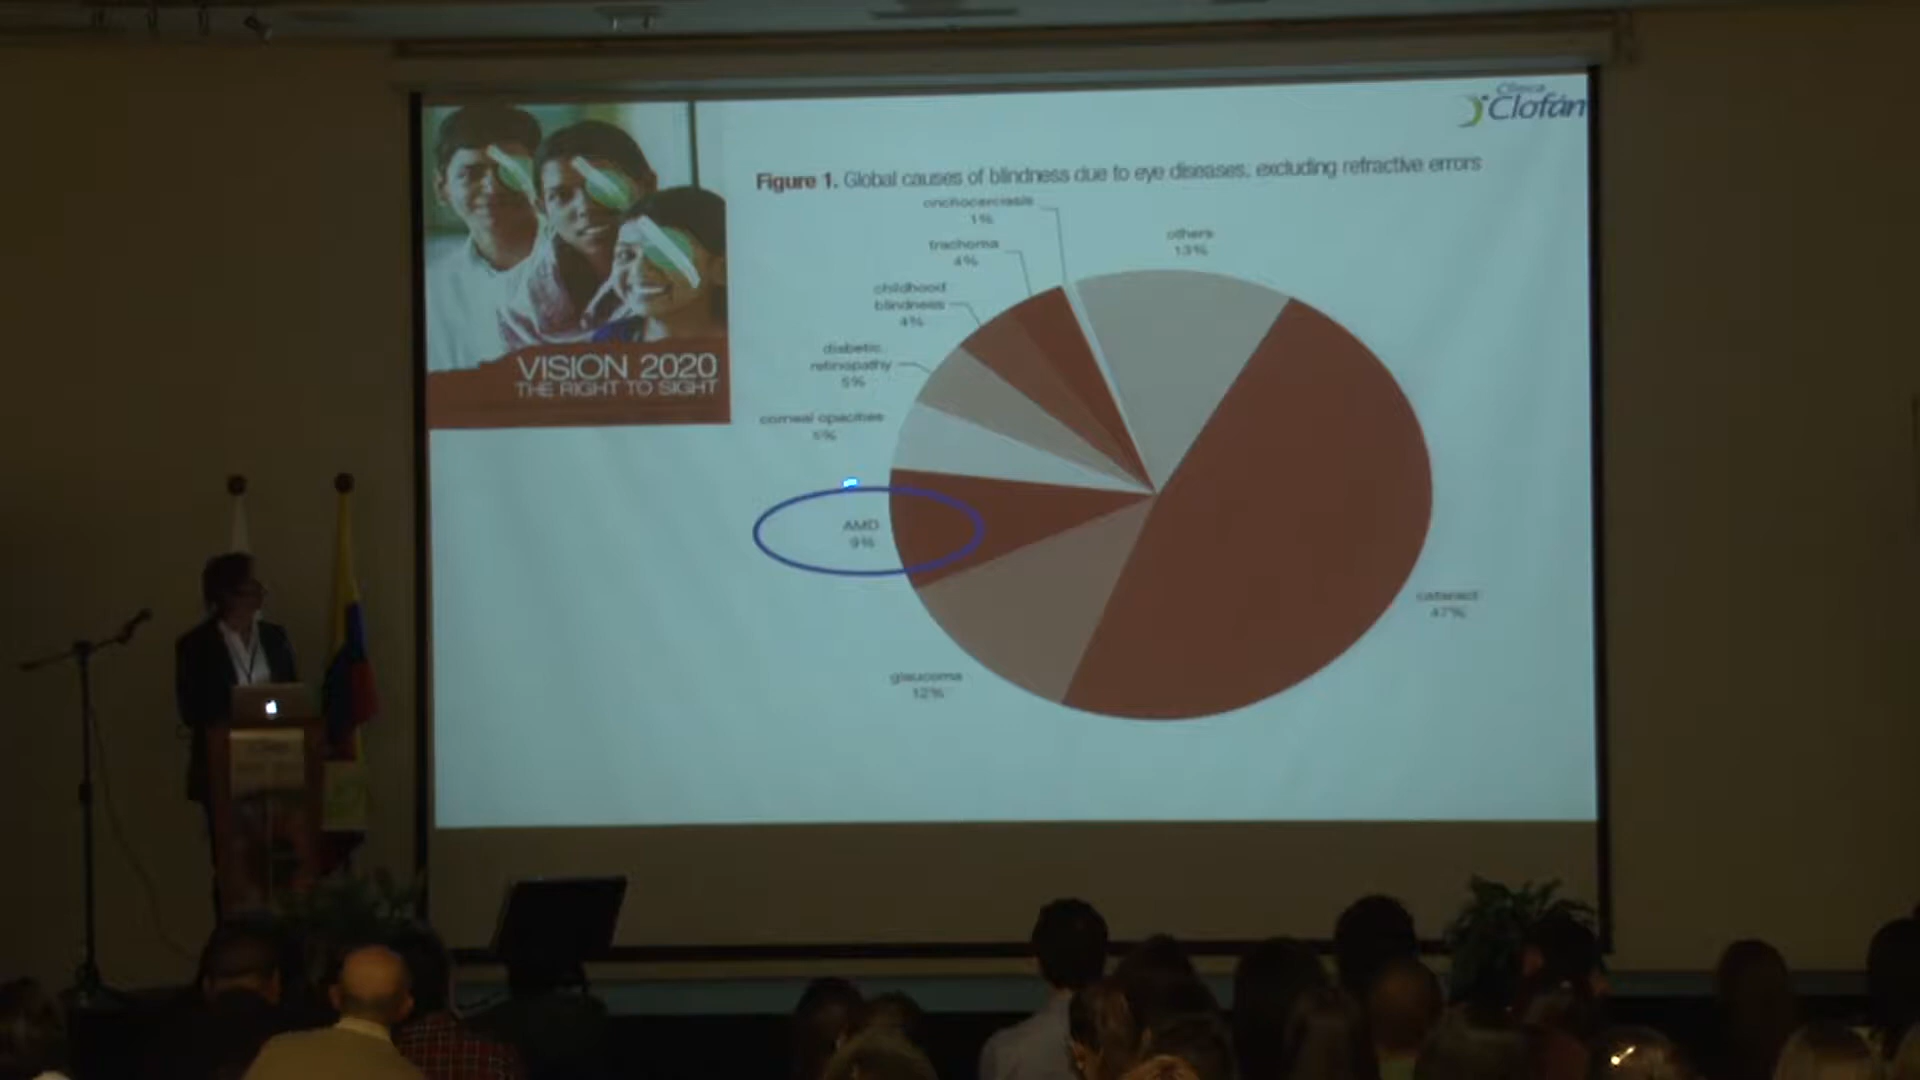 Clínica
Clofán
Figure 1. Global causes of blindness due to eye diseases, excluding refractive errors
onchocerciasis
1%
others
13%
trachoma
4%
childhood
blindness
4%
diabetic
retinopathy
5%
VISION 2020
THE RIGHT TO SIGHT
corneal opacities
5%
AMD
9%
cataract
47%
glaucoma
12%